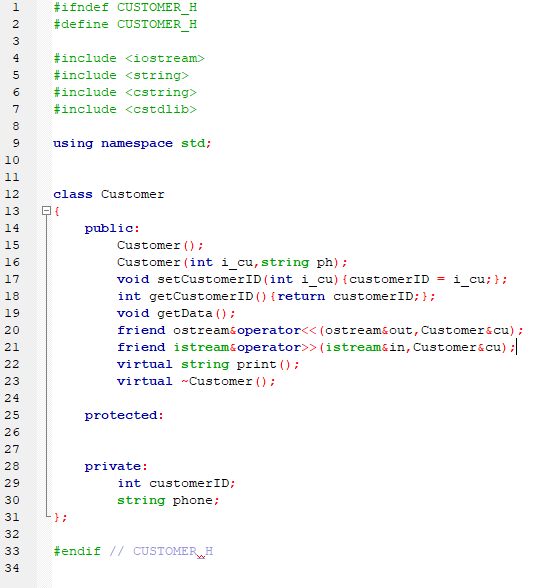 1 #ifndef CUSTOMER_H
2 #define CUSTOMER_H
3
4 #include <iostream>
5 #include <string>
6 #include <cstring>
7 #include <cstdlib>
8
9 using namespace std;
10
11
12 class Customer
13 {
14 public:
15 Customer();
16 Customer(int i_cu,string ph);
17 void setCustomerID(int i_cu){customerID = i_cu;};
18 int getCustomerID(){return customerID;};
19 void getData();
20 friend ostream&operator<<(ostream&out,Customer&cu);
21 friend istream&operator>>(istream&in,Customer&cu);
22 virtual string print();
23 virtual ~Customer();
24
25 protected:
26
27
28 private:
29 int customerID;
30 string phone;
31 };
32
33 #endif // CUSTOMER_H
34